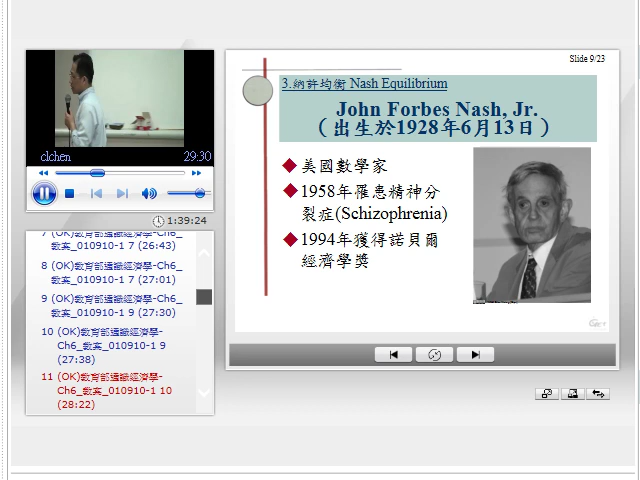 Slide 9/23
3.納許均衡 Nash Equilibrium
John Forbes Nash, Jr.
（出生於1928年6月13日）
美國數學家
1958年罹患精神分
裂症(Schizophrenia)
1994年獲得諾貝爾
經濟學獎
clchen 29:30
1:39:24
7 (OK)教育部通識經濟學-Ch6_
教案_010910-1 7 (26:43)
8 (OK)教育部通識經濟學-Ch6_
教案_010910-1 7 (27:01)
9 (OK)教育部通識經濟學-Ch6_
教案_010910-1 9 (27:30)
10 (OK)教育部通識經濟學-
Ch6_教案_010910-1 9
(27:38)
11 (OK)教育部通識經濟學-
Ch6_教案_010910-1 10
(28:22)